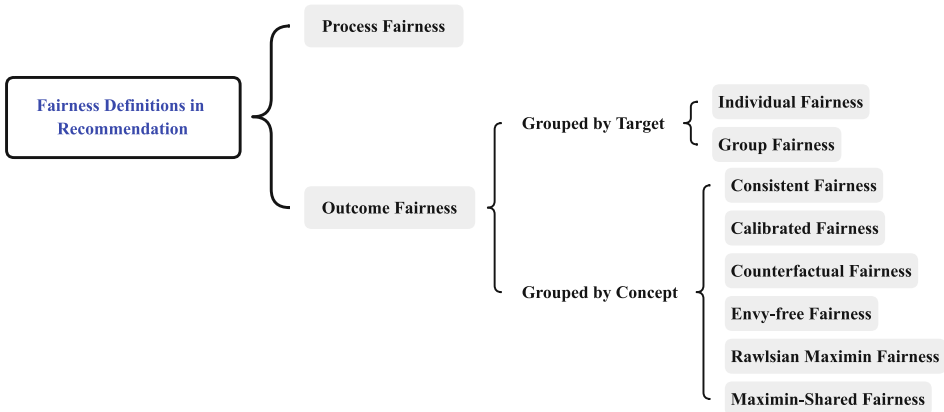 Process Fairness
Fairness Definitions in
Recommendation
Outcome Fairness
Grouped by Target
Individual Fairness
Group Fairness
Grouped by Concept
Consistent Fairness
Calibrated Fairness
Counterfactual Fairness
Envy-free Fairness
Rawlsian Maximin Fairness
Maximin-Shared Fairness